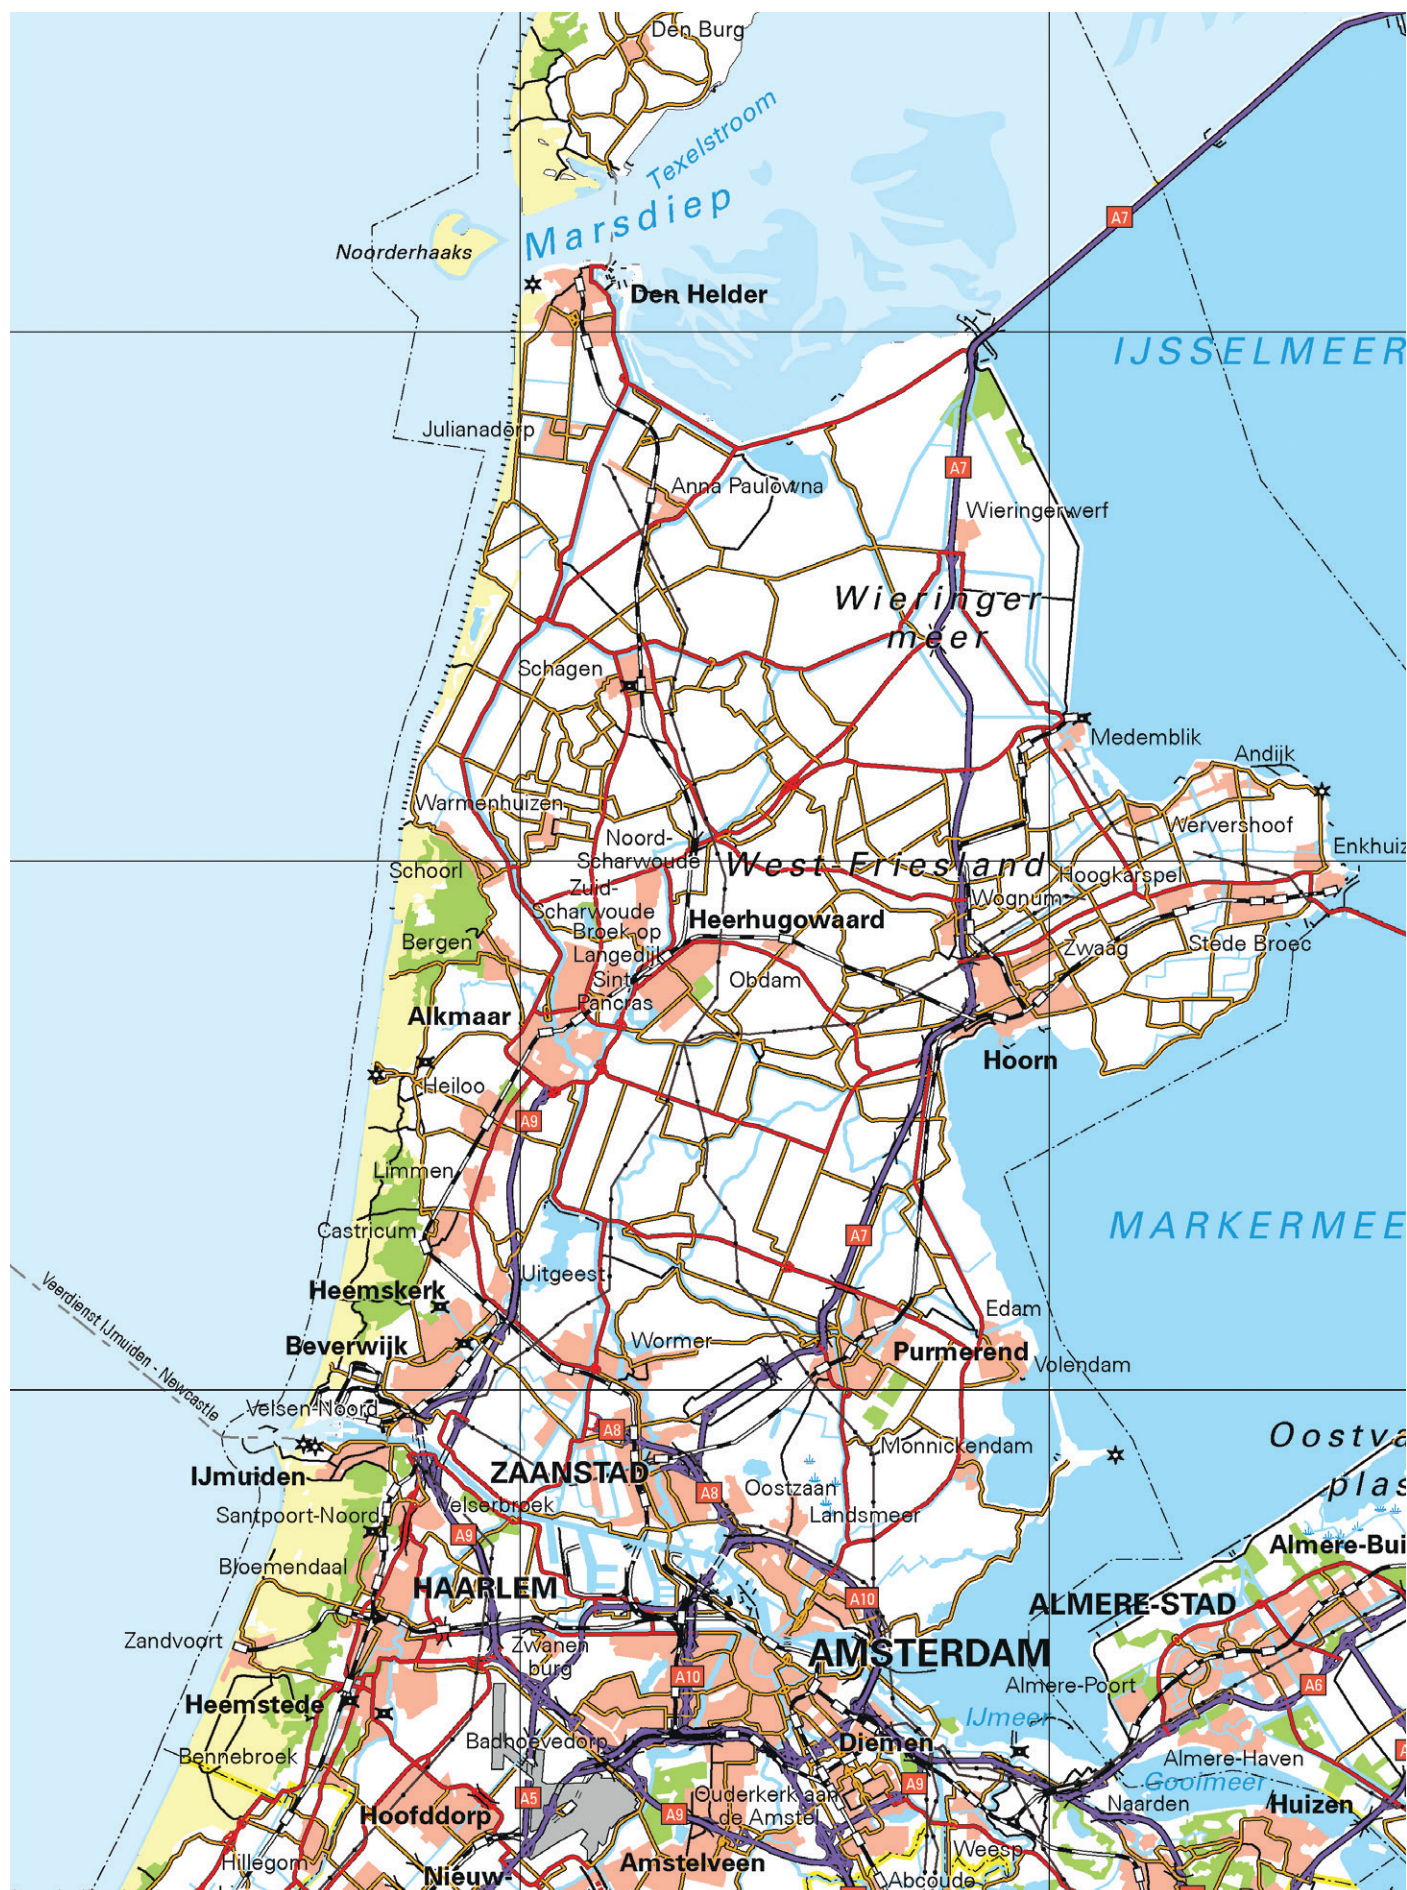 Den Burg
Texelstroom
Marsdiep
A7
Noorderhaaks
Den Helder
IJSSELMEER
Julianadorp
A7
Anna Paulowna
Wieringerwerf
Wieringer
meer
Schagen
Medemblik
Andijk
Warmenhuizen
Wervershoof
Noord-
Scharwoude
Enkhuiz
West-Friesland
Schoorl
Hoogkarspel
Zuid-
Scharwoude
Wognum
Heerhugowaard
Broek op
Langedijk
Bergen
Zwaag
Stede Broec
Sint
Pancras
Obdam
Alkmaar
Hoorn
Heiloo
A9
Limmen
Castricum
MARKERMEE
A7
Uitgeest
Veerdienst IJmuiden - Newcastle
Heemskerk
Edam
Beverwijk
Wormer
Purmerend
Volendam
Velsen-Noord
A8
Monnickendam
Oostva
IJmuiden
ZAANSTAD
A8
Oostzaan
plas
Velserbroek
Santpoort-Noord
Landsmeer
A9
Almere-Bui
Bloemendaal
HAARLEM
A10
ALMERE-STAD
Zandvoort
Zwanen
burg
AMSTERDAM
A10
Almere-Poort
A6
Heemstede
IJmeer
Bennebroek
Badhoevedorp
Diemen
Almere-Haven
Gooimeer
A9
Ouderkerk aan
de Amstel
A5
A9
Naarden
Huizen
Hoofddorp
Weesp
Hillegom
Amstelveen
Nieuw-
Abcoude